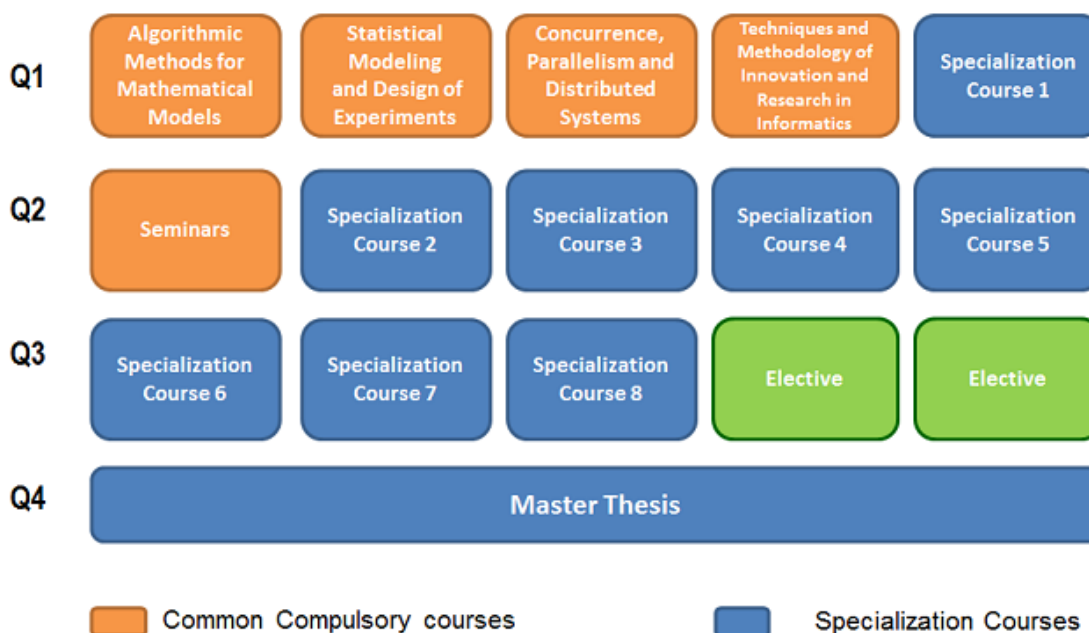 Q1
Algorithmic
Methods for
Mathematical
Models
Statistical
Modeling
and Design of
Experiments
Concurrence,
Parallelism and
Distributed
Systems
Techniques and
Methodology of
Innovation and
Research in
Informatics
Specialization
Course 1
Q2
Seminars
Specialization
Course 2
Specialization
Course 3
Specialization
Course 4
Specialization
Course 5
Q3
Specialization
Course 6
Specialization
Course 7
Specialization
Course 8
Elective
Elective
Q4
Master Thesis
Common Compulsory courses
Specialization Courses